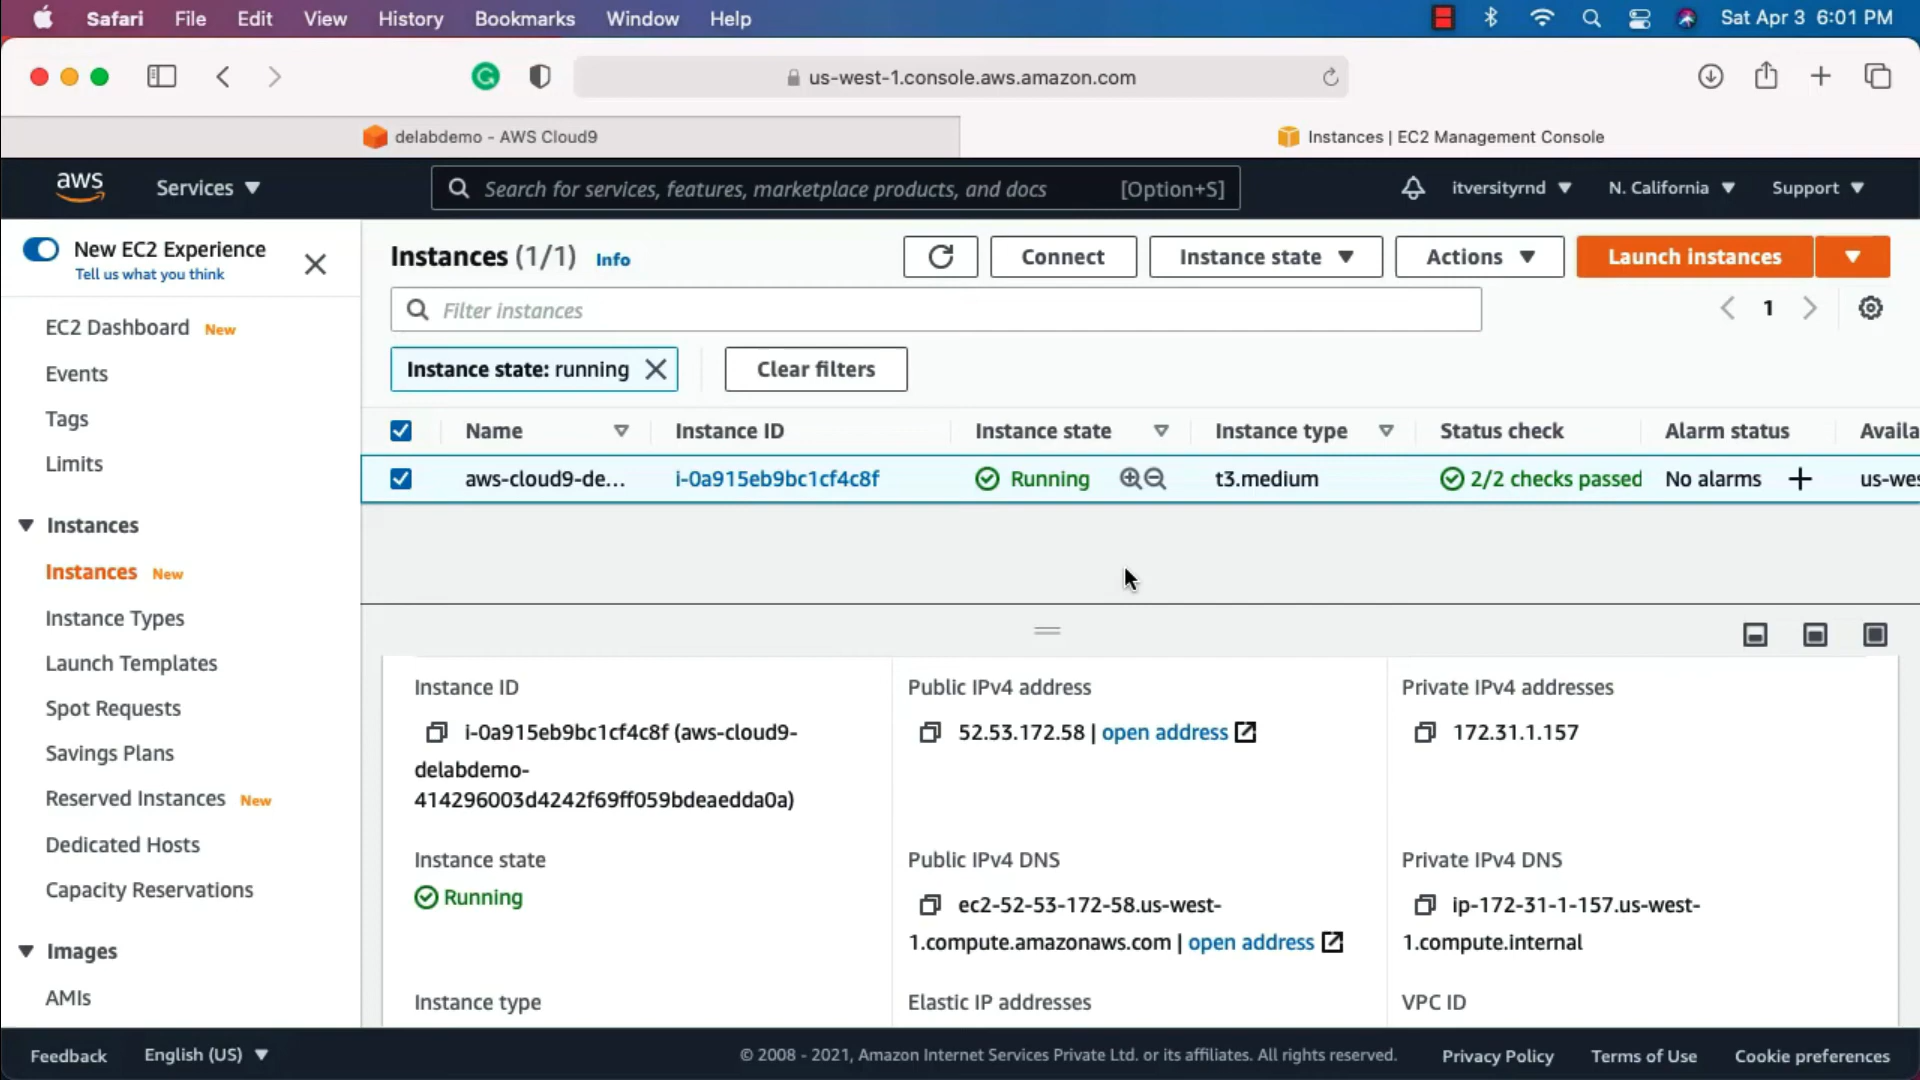 Safari File Edit View History Bookmarks Window Help Sat Apr 3 6:01 PM
us-west-1.console.aws.amazon.com
delabdemo - AWS Cloud9
Instances | EC2 Management Console
aws Services Search for services, features, marketplace products, and docs [Option+S] itversityrnd N. California Support
New EC2 Experience
Tell us what you think
EC2 Dashboard New
Events
Tags
Limits
Instances
Instances New
Instance Types
Launch Templates
Spot Requests
Savings Plans
Reserved Instances New
Dedicated Hosts
Capacity Reservations
Images
AMIs
Instances (1/1) Info Connect Instance state Actions Launch instances
Filter instances
1
Instance state: running Clear filters
Name Instance ID Instance state Instance type Status check Alarm status Availa
aws-cloud9-de... i-0a915eb9bc1cf4c8f Running t3.medium 2/2 checks passed No alarms us-wes
Instance ID
i-0a915eb9bc1cf4c8f (aws-cloud9-
delabdemo-
414296003d4242f69ff059bdeaedda0a)
Public IPv4 address
52.53.172.58 | open address
Private IPv4 addresses
172.31.1.157
Instance state
Running
Public IPv4 DNS
ec2-52-53-172-58.us-west-
1.compute.amazonaws.com | open address
Private IPv4 DNS
ip-172-31-1-157.us-west-
1.compute.internal
Instance type
Elastic IP addresses
VPC ID
Feedback English (US) © 2008 - 2021, Amazon Internet Services Private Ltd. or its affiliates. All rights reserved. Privacy Policy Terms of Use Cookie preferences